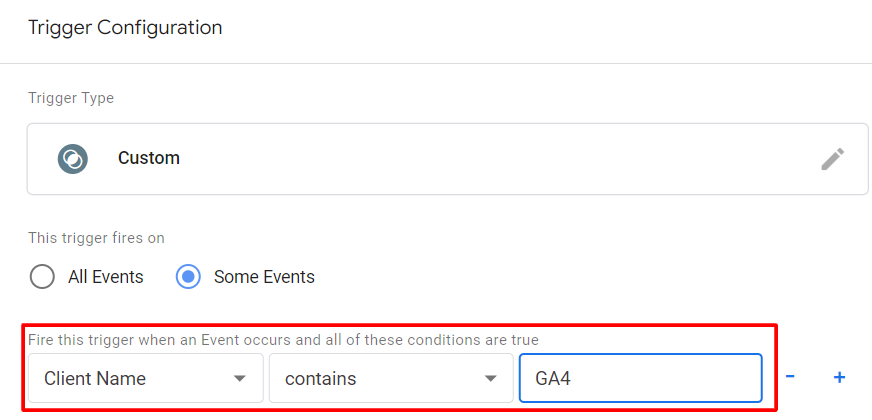 Trigger Configuration
Trigger Type
Custom
This trigger fires on
All Events Some Events
Fire this trigger when an Event occurs and all of these conditions are true
Client Name contains GA4 - +